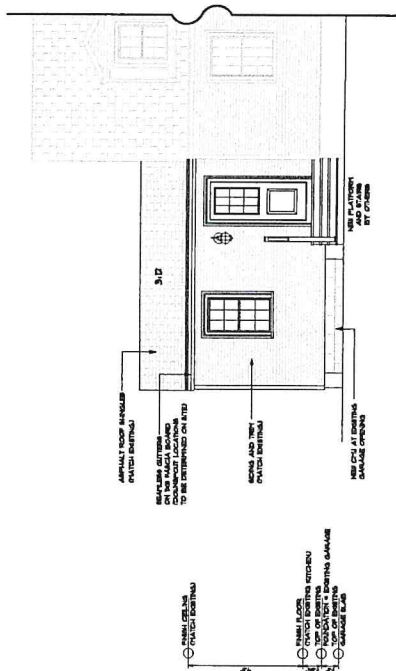 3:12
ASPHALT ROOF SHINGLES
(MATCH EXISTING)
SEAMLESS GUTTERS
ON FASCIA BOARD
(DOWNSPOUT LOCATIONS
TO BE DETERMINED ON SITE)
SIDING AND TRIM
(MATCH EXISTING)
NEW CMU AT EXISTING
GARAGE OPENING
NEW PLATFORM
AND STAIRS
BY OTHERS
FINISH CEILING
(MATCH EXISTING)
FINISH FLOOR
(MATCH EXISTING KITCHEN)
TOP OF EXISTING
FOUNDATION @ EXISTING GARAGE
TOP OF EXISTING
GARAGE SLAB